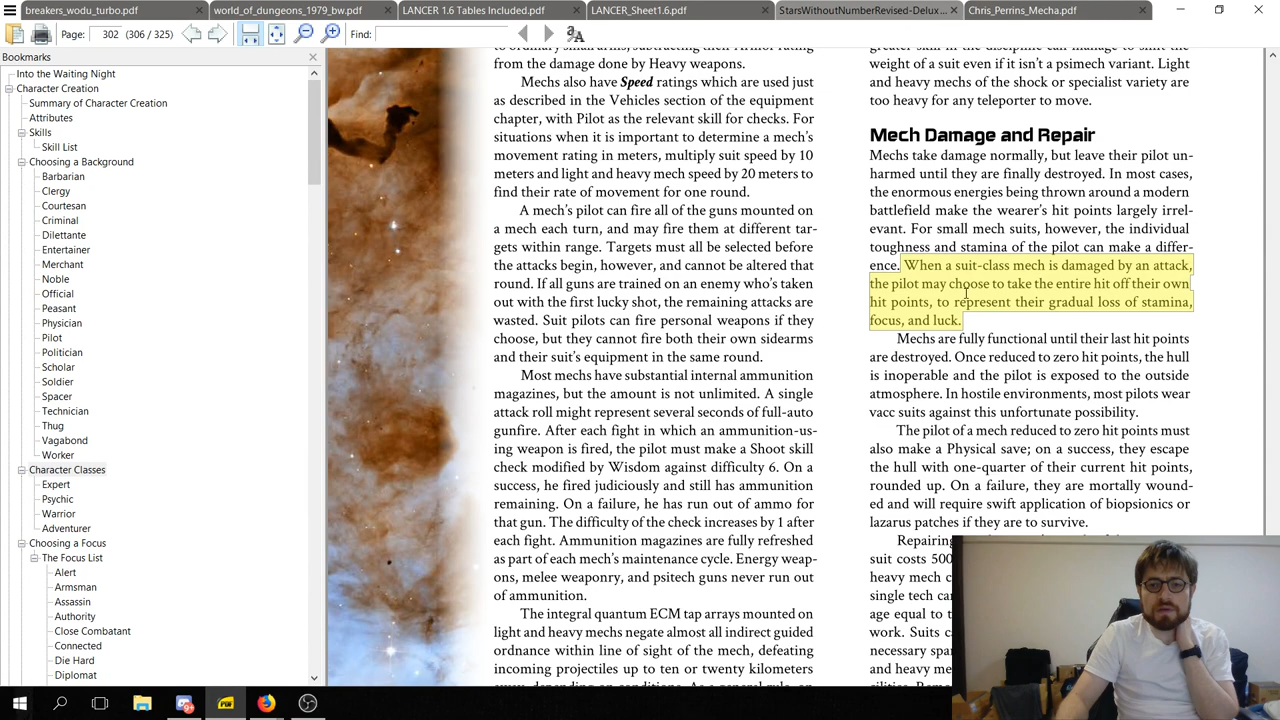 breakers_wodu_turbo.pdf
world_of_dungeons_1979_bw.pdf
LANCER 1.6 Tables Included.pdf
LANCER_Sheet1.6.pdf
StarsWithoutNumberRevised-Delux...
Chris_Perrins_Mecha.pdf
Page: 302 (306 / 325)
Find:
Bookmarks
Into the Waiting Night
Character Creation
Summary of Character Creation
Attributes
Skills
Skill List
Choosing a Background
Barbarian
Clergy
Courtesan
Criminal
Dilettante
Entertainer
Merchant
Noble
Official
Peasant
Physician
Pilot
Politician
Scholar
Soldier
Spacer
Technician
Thug
Vagabond
Worker
Character Classes
Expert
Psychic
Warrior
Adventurer
Choosing a Focus
The Focus List
Alert
Armsman
Assassin
Authority
Close Combatant
Connected
Die Hard
Diplomat
to ordinary small arms, subtracting their Armor rating
from the damage done by Heavy weapons.
Mechs also have Speed ratings which are used just
as described in the Vehicles section of the equipment
chapter, with Pilot as the relevant skill for checks. For
situations when it is important to determine a mech's
movement rating in meters, multiply suit speed by 10
meters and light and heavy mech speed by 20 meters to
find their rate of movement for one round.
A mech's pilot can fire all of the guns mounted on
a mech each turn, and may fire them at different tar-
gets within range. Targets must all be selected before
the attacks begin, however, and cannot be altered that
round. If all guns are trained on an enemy who's taken
out with the first lucky shot, the remaining attacks are
wasted. Suit pilots can fire personal weapons if they
choose, but they cannot fire both their own sidearms
and their suit's equipment in the same round.
Most mechs have substantial internal ammunition
magazines, but the amount is not unlimited. A single
attack roll might represent several seconds of full-auto
gunfire. After each fight in which an ammunition-us-
ing weapon is fired, the pilot must make a Shoot skill
check modified by Wisdom against difficulty 6. On a
success, he fired judiciously and still has ammunition
remaining. On a failure, he has run out of ammo for
that gun. The difficulty of the check increases by 1 after
each fight. Ammunition magazines are fully refreshed
as part of each mech's maintenance cycle. Energy weap-
ons, melee weaponry, and psitech guns never run out
of ammunition.
The integral quantum ECM tap arrays mounted on
light and heavy mechs negate almost all indirect guided
ordnance within line of sight of the mech, defeating
incoming projectiles up to ten or twenty kilometers
greater skill in the discipline can manage to shift the
weight of a suit even if it isn't a psimech variant. Light
and heavy mechs of the shock or specialist variety are
too heavy for any teleporter to move.
Mech Damage and Repair
Mechs take damage normally, but leave their pilot un-
harmed until they are finally destroyed. In most cases,
the enormous energies being thrown around a modern
battlefield make the wearer's hit points largely irrel-
evant. For small mech suits, however, the individual
toughness and stamina of the pilot can make a differ-
ence. When a suit-class mech is damaged by an attack,
the pilot may choose to take the entire hit off their own
hit points, to represent their gradual loss of stamina,
focus, and luck.
Mechs are fully functional until their last hit points
are destroyed. Once reduced to zero hit points, the hull
is inoperable and the pilot is exposed to the outside
atmosphere. In hostile environments, most pilots wear
vacc suits against this unfortunate possibility.
The pilot of a mech reduced to zero hit points must
also make a Physical save; on a success, they escape
the hull with one-quarter of their current hit points,
rounded up. On a failure, they are mortally wound-
ed and will require swift application of biopsionics or
lazarus patches if they are to survive.
Repairing
suit costs 500
heavy mech c
single tech can
age equal to t
work. Suits c
necessary spar
and heavy me